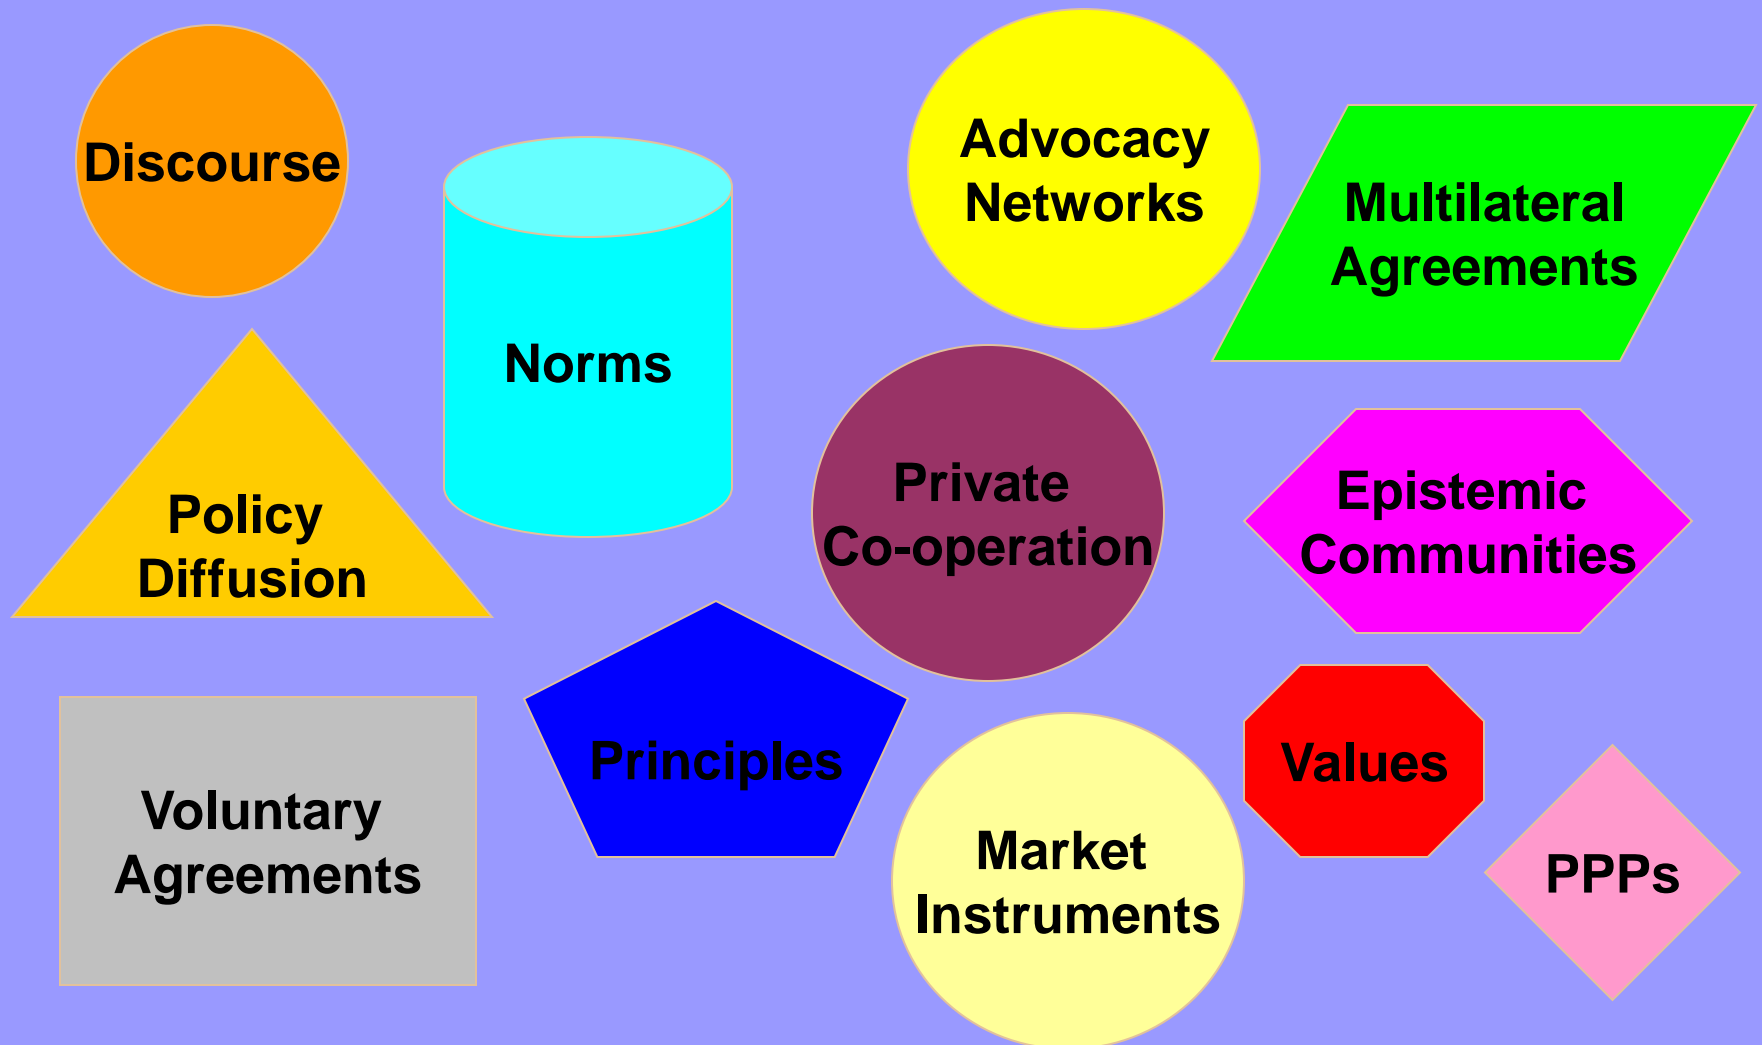 Discourse
Advocacy
Networks
Multilateral
Agreements
Norms
Policy
Diffusion
Private
Co-operation
Epistemic
Communities
Voluntary
Agreements
Principles
Market
Instruments
Values
PPPs